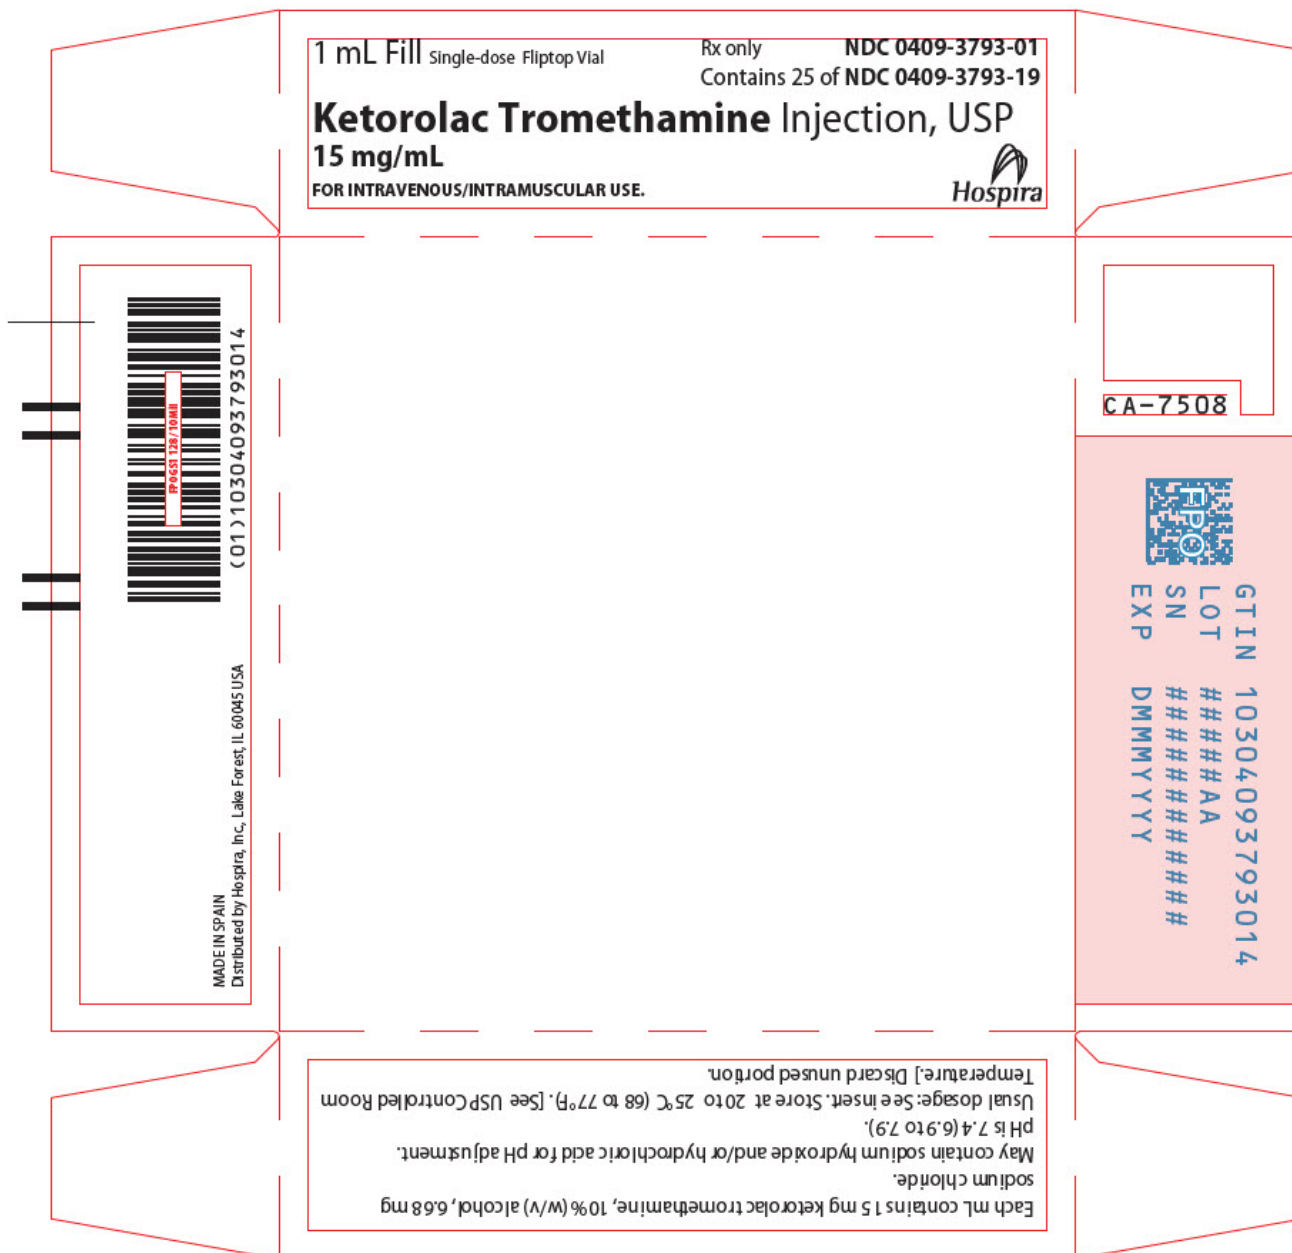 1 mL Fill Single-dose Fliptop Vial
Rx only NDC 0409-3793-01
Contains 25 of NDC 0409-3793-19
Ketorolac Tromethamine Injection, USP
15 mg/mL
FOR INTRAVENOUS/INTRAMUSCULAR USE.
Hospira
FPO GS1 128/10Mil
(01)10304093793014
MADE IN SPAIN
Distributed by Hospira, Inc., Lake Forest, IL 60045 USA
CA-7508
FPO
GTIN 10304093793014
LOT #####AA
SN ############
EXP DMMMYYYY
Each mL contains 15 mg ketorolac tromethamine, 10% (w/v) alcohol, 6.68 mg
sodium chloride.
May contain sodium hydroxide and/or hydrochloric acid for pH adjustment.
pH is 7.4 (6.9 to 7.9).
Usual dosage: See insert. Store at 20 to 25°C (68 to 77°F). [See USP Controlled Room
Temperature.] Discard unused portion.